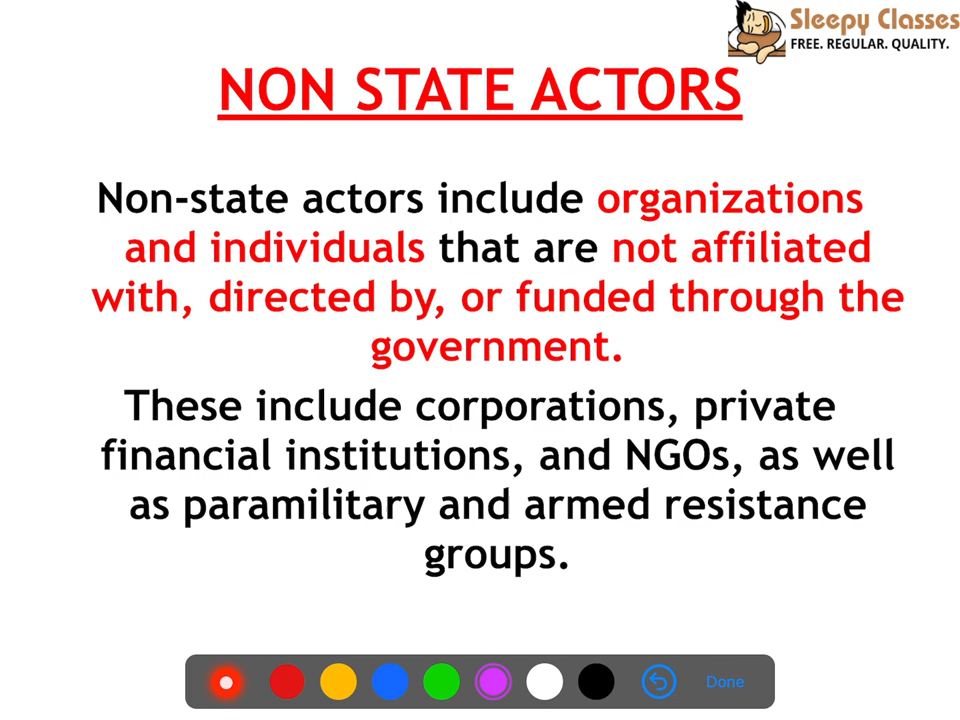 Sleepy Classes
FREE. REGULAR. QUALITY.
NON STATE ACTORS
Non-state actors include organizations
and individuals that are not affiliated
with, directed by, or funded through the
government.
These include corporations, private
financial institutions, and NGOs, as well
as paramilitary and armed resistance
groups.
Done